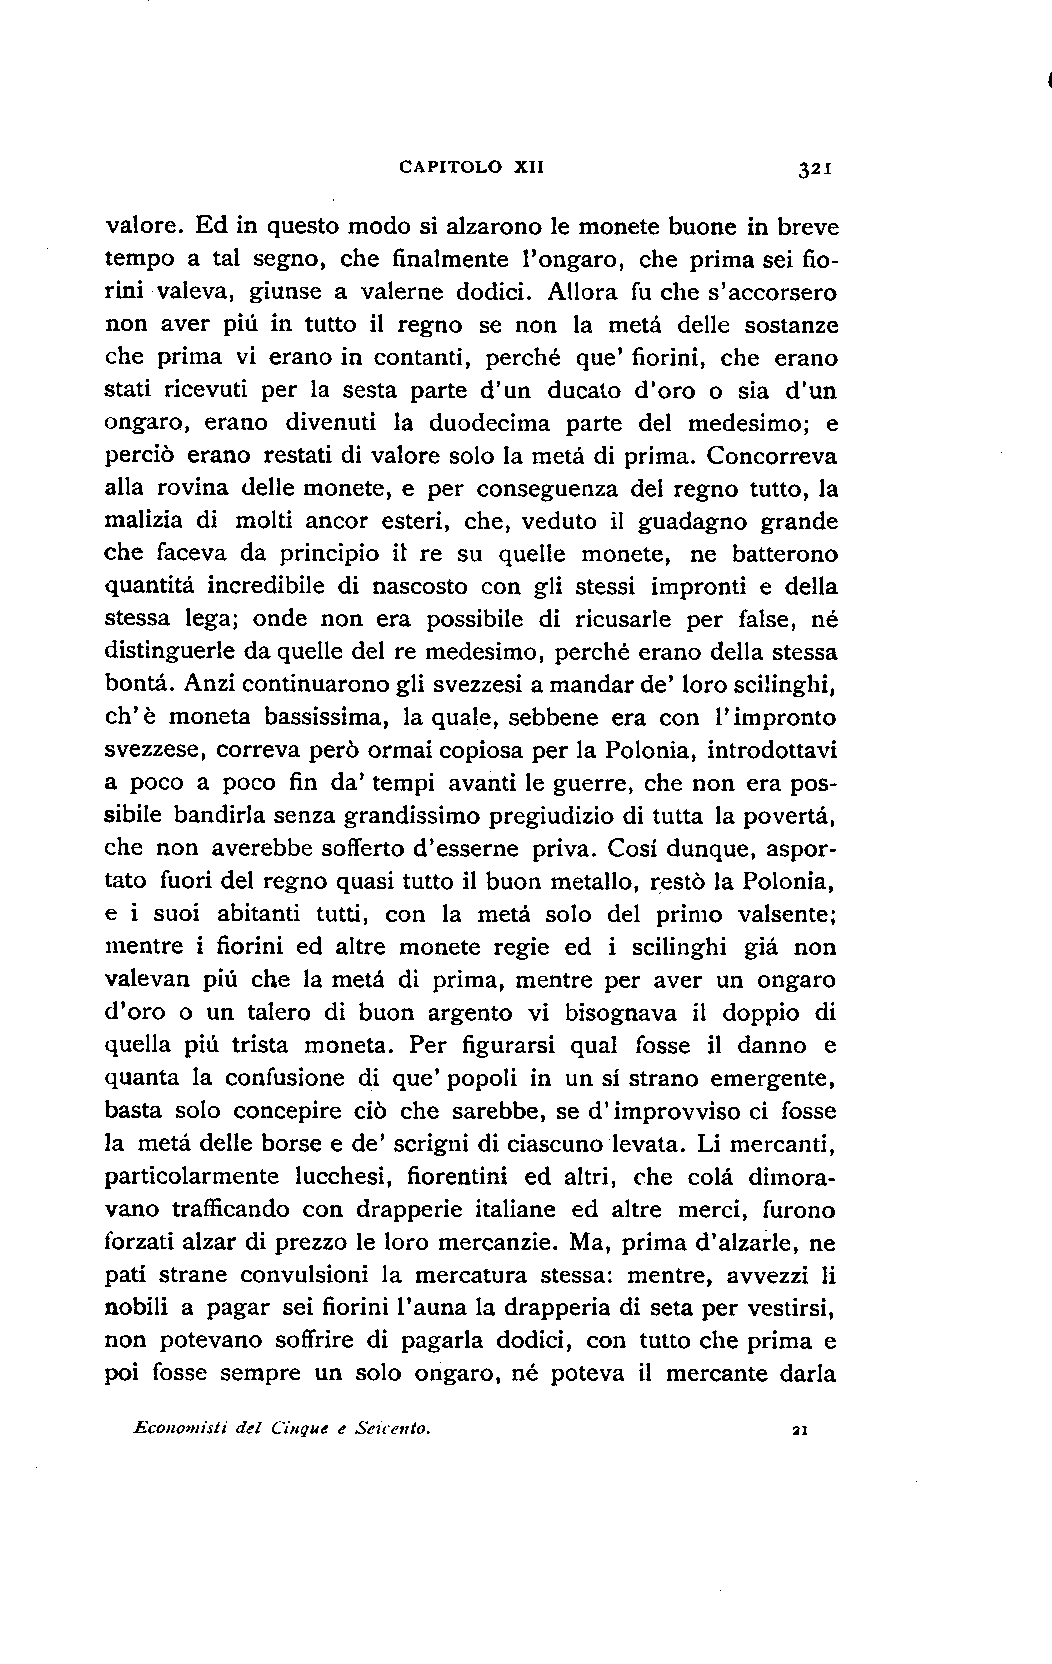 CAPITOLO XII 321
valore. Ed in questo modo si alzarono le monete buone in breve
tempo a tal segno, che finalmente l'ongaro, che prima sei fio-
rini valeva, giunse a valerne dodici. Allora fu che s'accorsero
non aver piú in tutto il regno se non la metá delle sostanze
che prima vi erano in contanti, perché que' fiorini, che erano
stati ricevuti per la sesta parte d'un ducato d'oro o sia d'un
ongaro, erano divenuti la duodecima parte del medesimo; e
perciò erano restati di valore solo la metá di prima. Concorreva
alla rovina delle monete, e per conseguenza del regno tutto, la
malizia di molti ancor esteri, che, veduto il guadagno grande
che faceva da principio il re su quelle monete, ne batterono
quantitá incredibile di nascosto con gli stessi impronti e della
stessa lega; onde non era possibile di ricusarle per false, né
distinguerle da quelle del re medesimo, perché erano della stessa
bontá. Anzi continuarono gli svezzesi a mandar de' loro scilinghi,
ch'è moneta bassissima, la quale, sebbene era con l'impronto
svezzese, correva però ormai copiosa per la Polonia, introdottavi
a poco a poco fin da' tempi avanti le guerre, che non era pos-
sibile bandirla senza grandissimo pregiudizio di tutta la povertá,
che non averebbe sofferto d'esserne priva. Cosí dunque, aspor-
tato fuori del regno quasi tutto il buon metallo, restò la Polonia,
e i suoi abitanti tutti, con la metá solo del primo valsente;
mentre i fiorini ed altre monete regie ed i scilinghi giá non
valevan piú che la metá di prima, mentre per aver un ongaro
d'oro o un talero di buon argento vi bisognava il doppio di
quella piú trista moneta. Per figurarsi qual fosse il danno e
quanta la confusione di que' popoli in un sí strano emergente,
basta solo concepire ciò che sarebbe, se d'improvviso ci fosse
la metá delle borse e de' scrigni di ciascuno levata. Li mercanti,
particolarmente lucchesi, fiorentini ed altri, che colá dimora-
vano trafficando con drapperie italiane ed altre merci, furono
forzati alzar di prezzo le loro mercanzie. Ma, prima d'alzarle, ne
patí strane convulsioni la mercatura stessa: mentre, avvezzi li
nobili a pagar sei fiorini l'auna la drapperia di seta per vestirsi,
non potevano soffrire di pagarla dodici, con tutto che prima e
poi fosse sempre un solo ongaro, né poteva il mercante darla
Economisti del Cinque e Seicento. 21